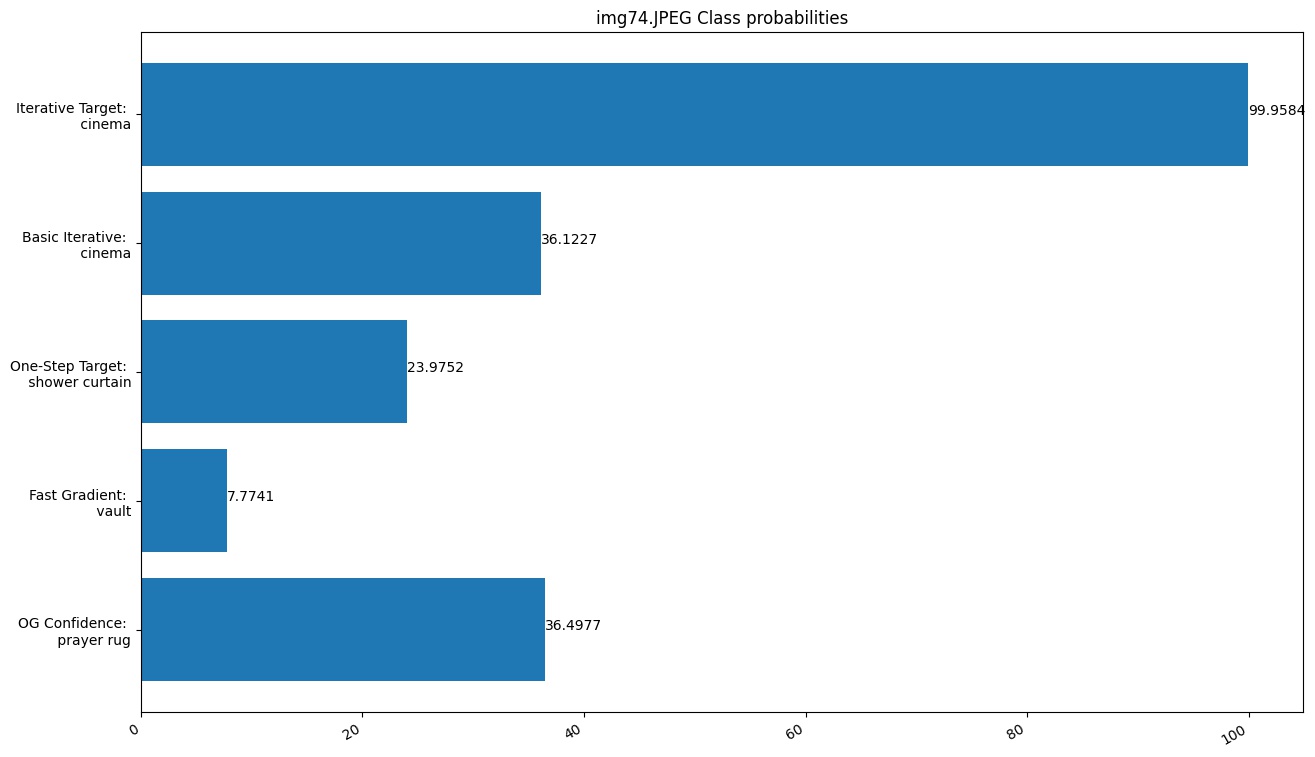 img74.JPEG Class probabilities
Iterative Target:
cinema
99.9584
Basic Iterative:
cinema
36.1227
One-Step Target:
shower curtain
23.9752
Fast Gradient:
vault
7.7741
OG Confidence:
prayer rug
36.4977
0
20
40
60
80
100